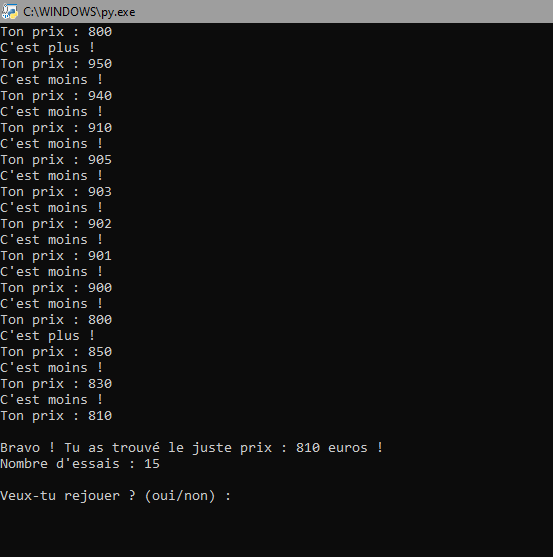 C:\WINDOWS\py.exe
Ton prix : 800
C'est plus !
Ton prix : 950
C'est moins !
Ton prix : 940
C'est moins !
Ton prix : 910
C'est moins !
Ton prix : 905
C'est moins !
Ton prix : 903
C'est moins !
Ton prix : 902
C'est moins !
Ton prix : 901
C'est moins !
Ton prix : 900
C'est moins !
Ton prix : 800
C'est plus !
Ton prix : 850
C'est moins !
Ton prix : 830
C'est moins !
Ton prix : 810
Bravo ! Tu as trouvé le juste prix : 810 euros !
Nombre d'essais : 15
Veux-tu rejouer ? (oui/non) :